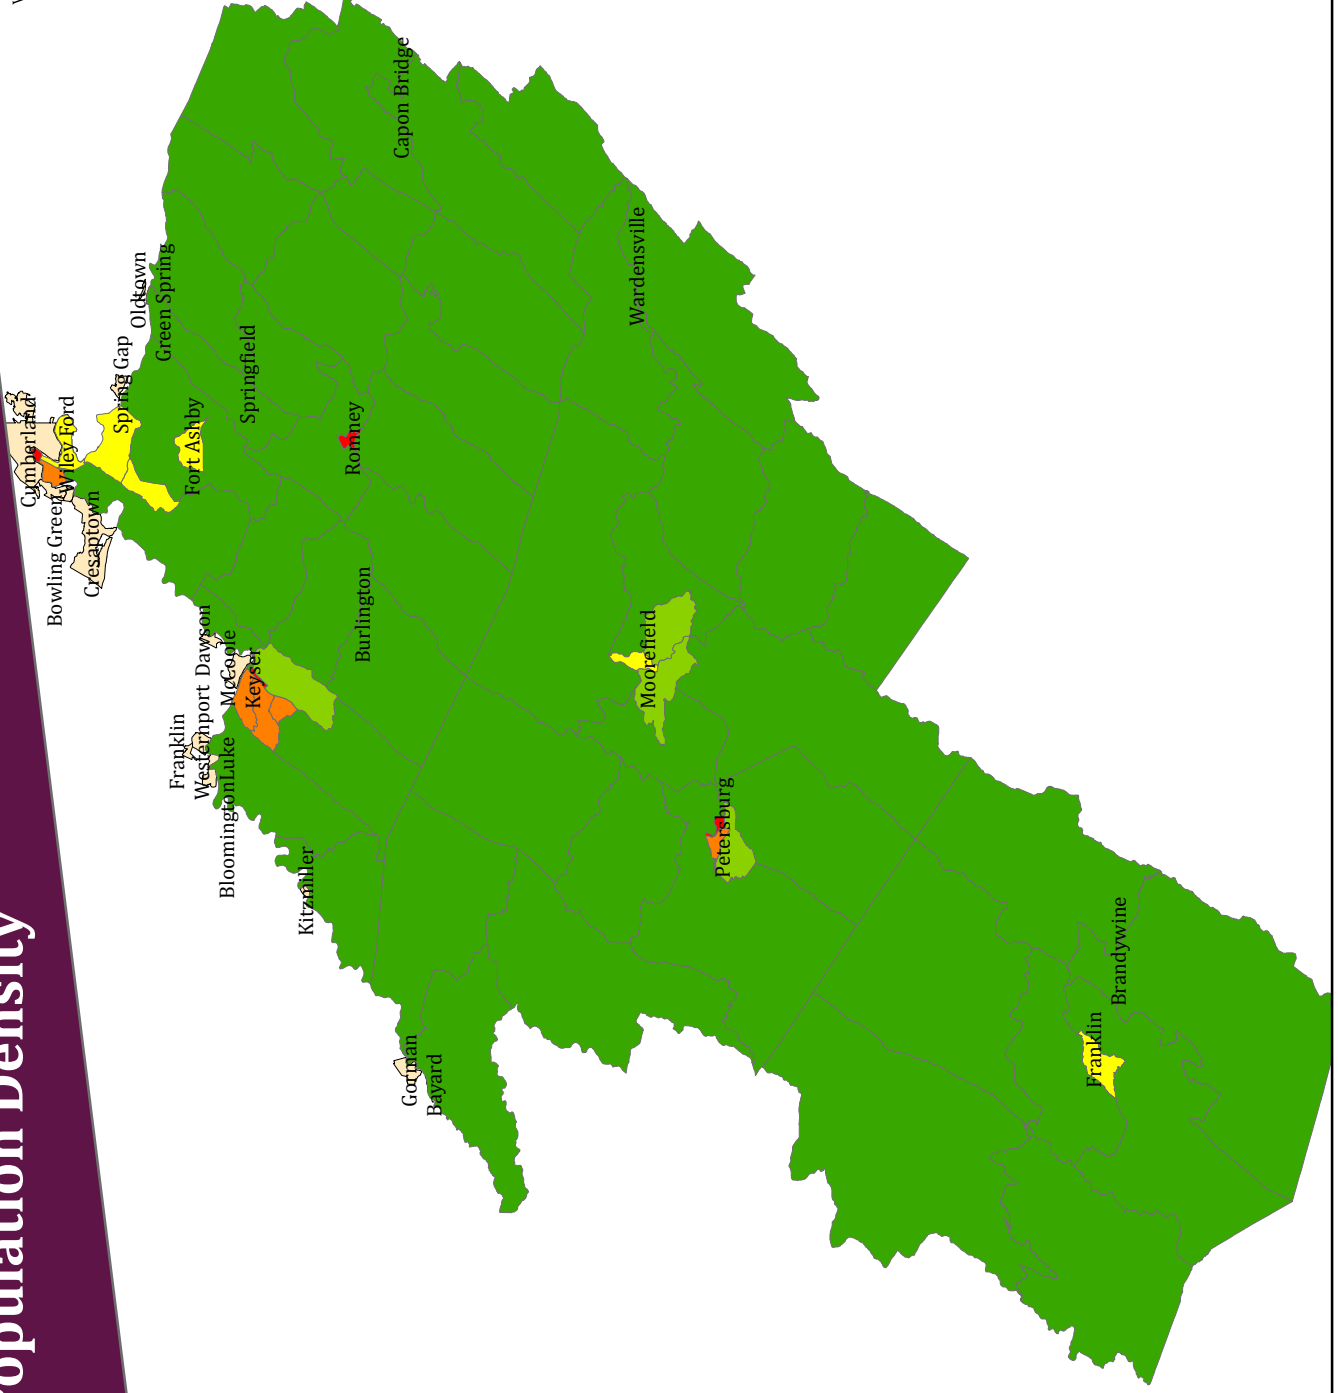 opulation Density
Cumberland
Bowling Green
Wiley Ford
Cresaptown
Spring Gap
Oldtown
Green Spring
Fort Ashby
Springfield
Romney
Capon Bridge
Wardensville
Burlington
Franklin
Westernport
Dawson
McCoole
Keyser
Bloomington
Luke
Kitzmiller
Moorefield
Petersburg
Gorman
Bayard
Brandywine
Franklin